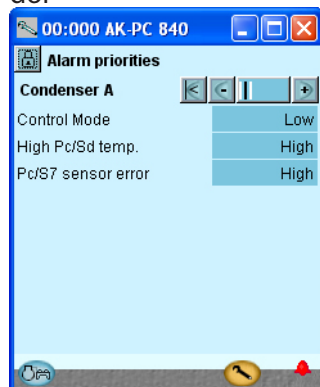 00:000 AK-PC 840
Alarm priorities
Condenser A
Control Mode Low
High Pc/Sd temp. High
Pc/S7 sensor error High